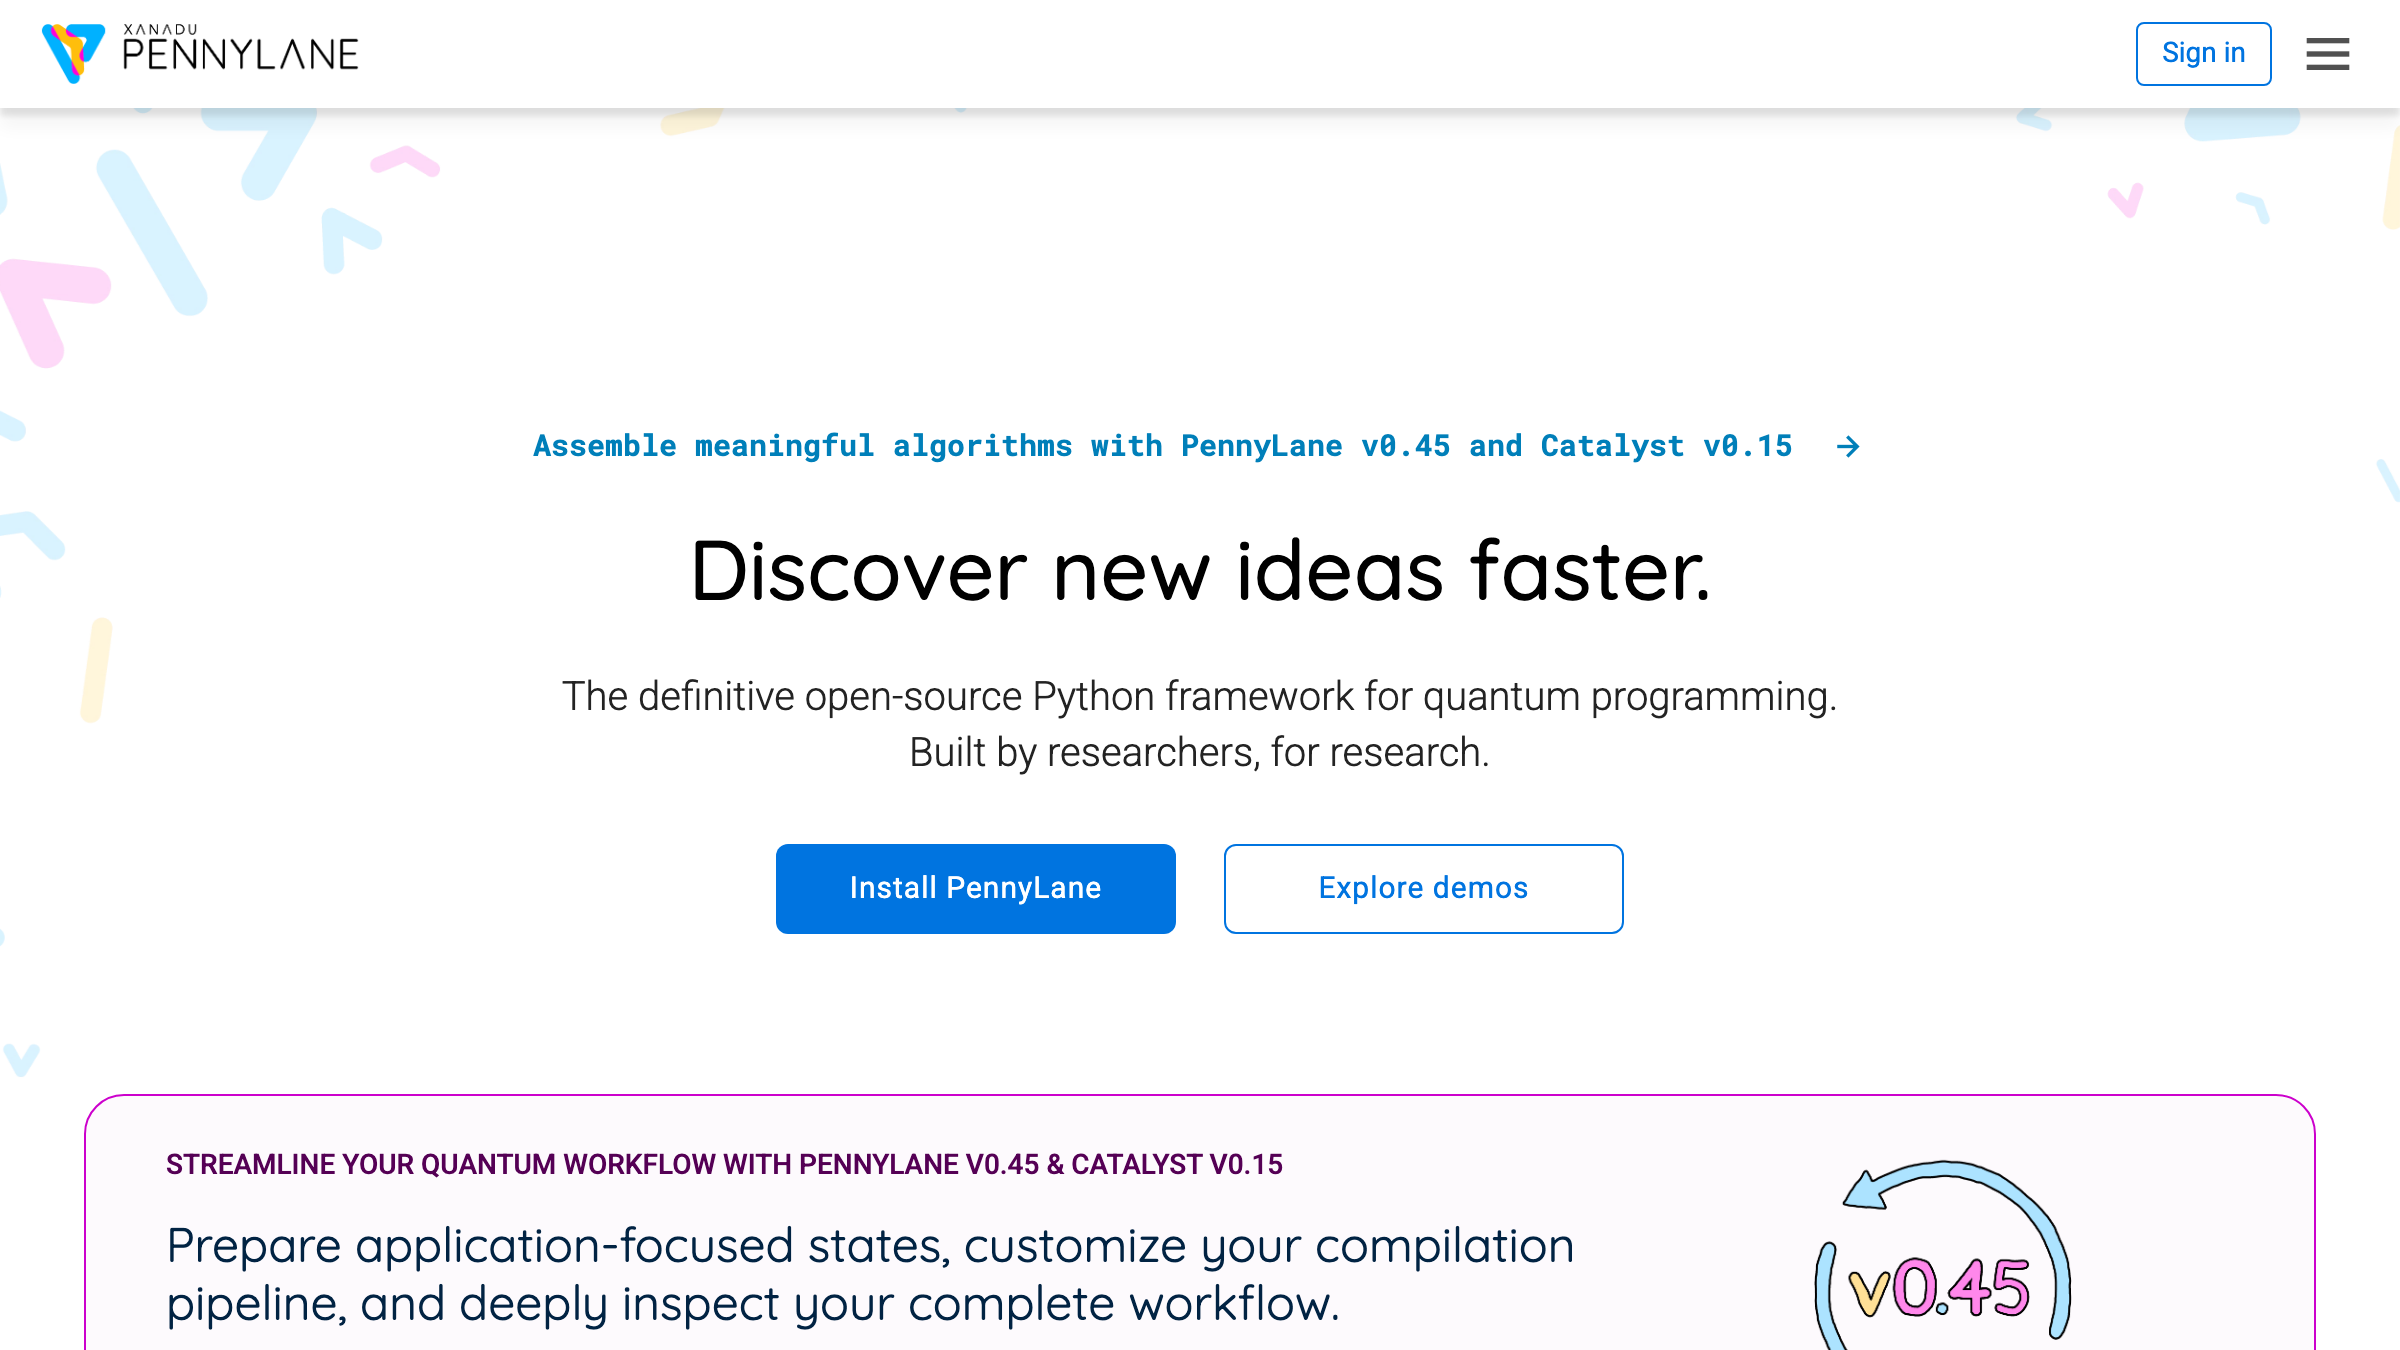 XANADU
PENNYLANE
Sign in
Assemble meaningful algorithms with PennyLane v0.45 and Catalyst v0.15 →
Discover new ideas faster.
The definitive open-source Python framework for quantum programming.
Built by researchers, for research.
Install PennyLane
Explore demos
STREAMLINE YOUR QUANTUM WORKFLOW WITH PENNYLANE V0.45 & CATALYST V0.15
Prepare application-focused states, customize your compilation
pipeline, and deeply inspect your complete workflow.
v0.45